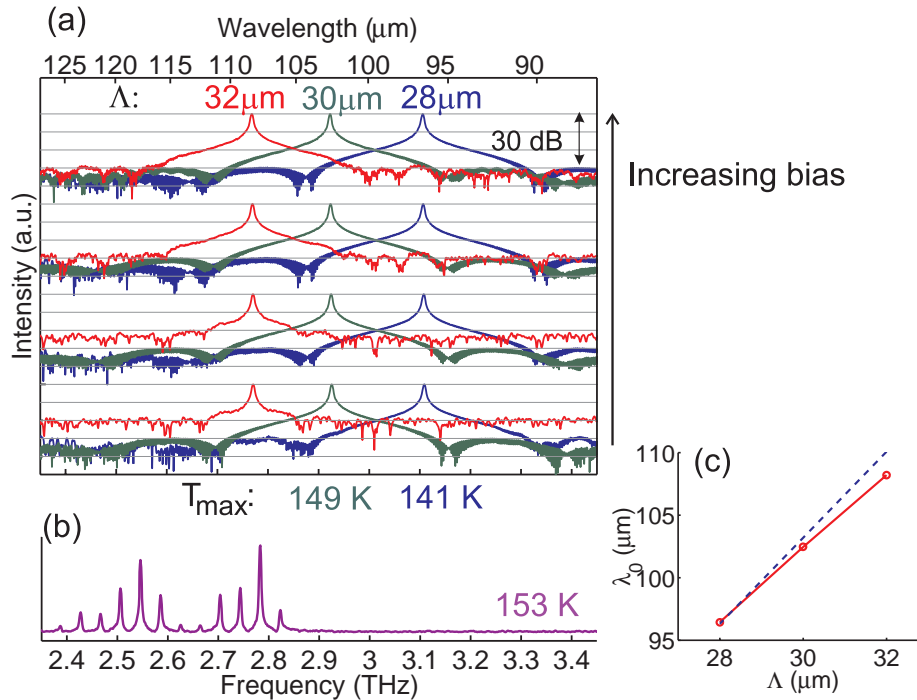 (a)
Wavelength (μm)
125 120 115 110 105 100 95 90
Λ: 32μm 30μm 28μm
30 dB
Increasing bias
Intensity (a.u.)
Tmax: 149 K 141 K
(b)
153 K
2.4 2.5 2.6 2.7 2.8 2.9 3 3.1 3.2 3.3 3.4
Frequency (THz)
(c)
110
105
100
95
λ0 (μm)
28 30 32
Λ (μm)